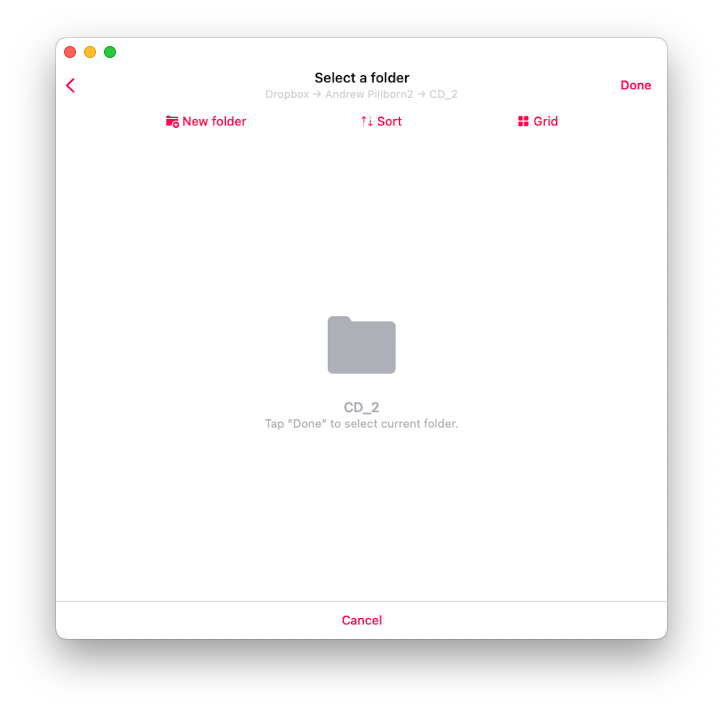 Select a folder
Dropbox → Andrew Pillborn2 → CD_2
Done
New folder
Sort
Grid
CD_2
Tap "Done" to select current folder.
Cancel